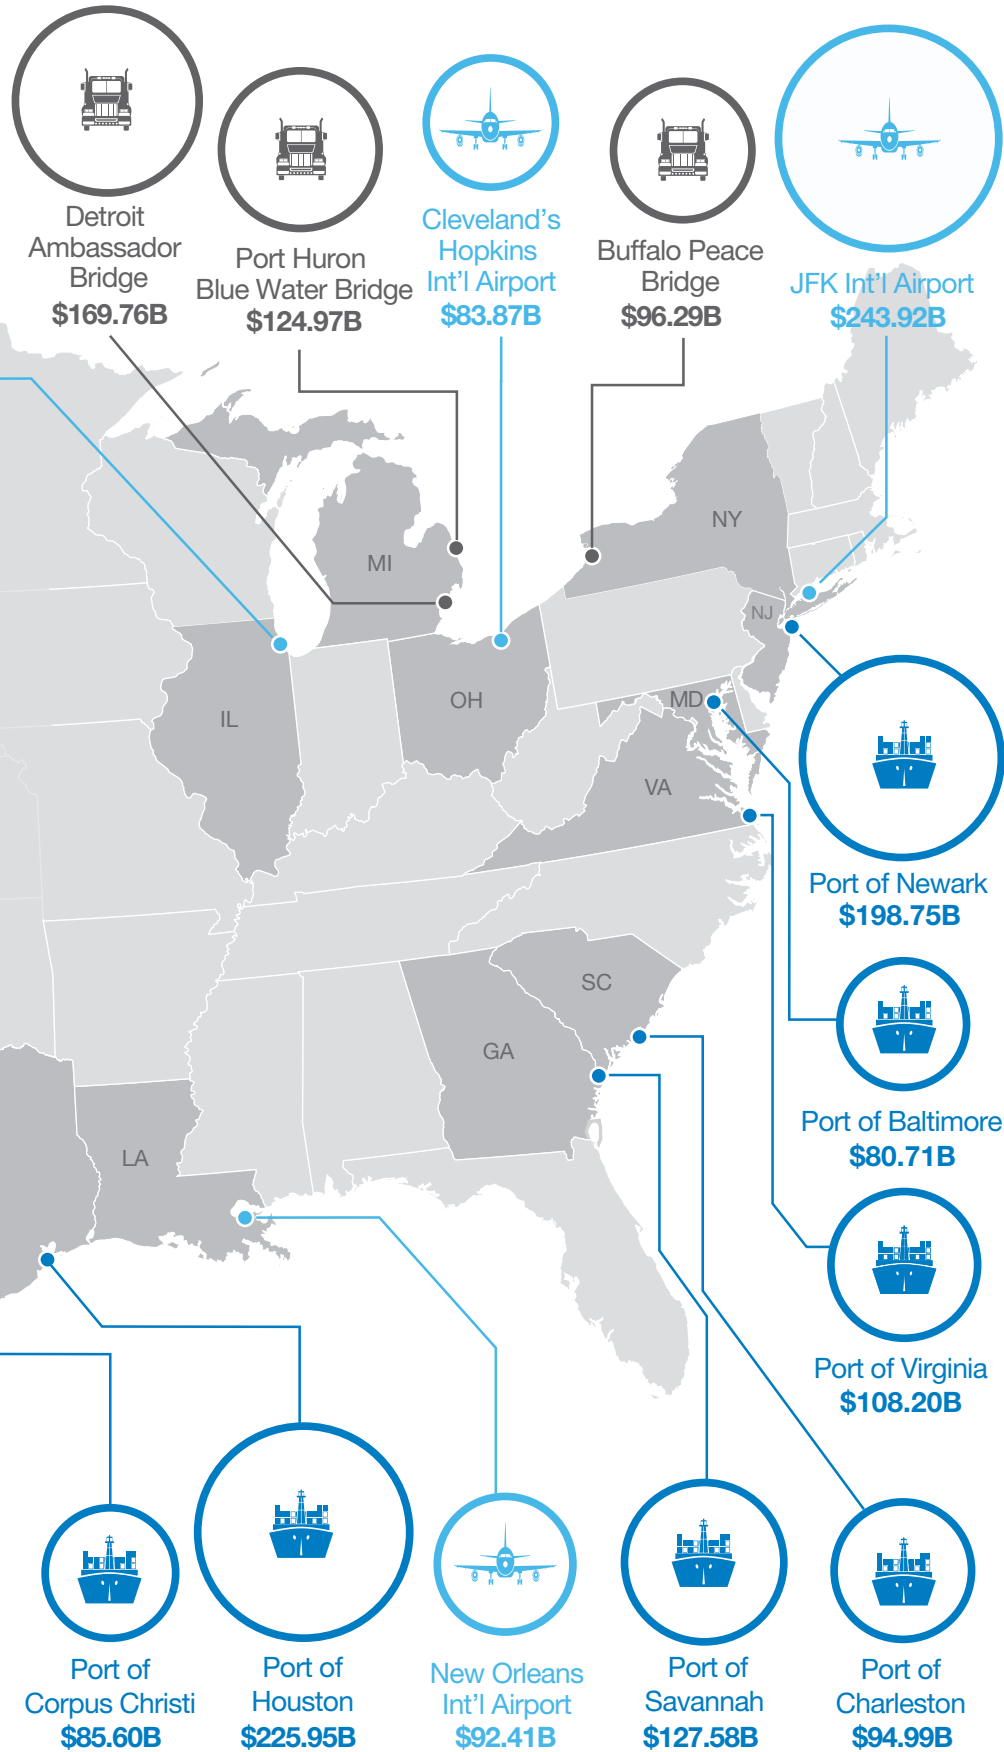 Detroit
Ambassador
Bridge
$169.76B
Port Huron
Blue Water Bridge
$124.97B
Cleveland's
Hopkins
Int'l Airport
$83.87B
Buffalo Peace
Bridge
$96.29B
JFK Int'l Airport
$243.92B
NY
MI
NJ
OH
MD
IL
VA
Port of Newark
$198.75B
SC
GA
Port of Baltimore
$80.71B
LA
Port of Virginia
$108.20B
Port of
Corpus Christi
$85.60B
Port of
Houston
$225.95B
New Orleans
Int'l Airport
$92.41B
Port of
Savannah
$127.58B
Port of
Charleston
$94.99B